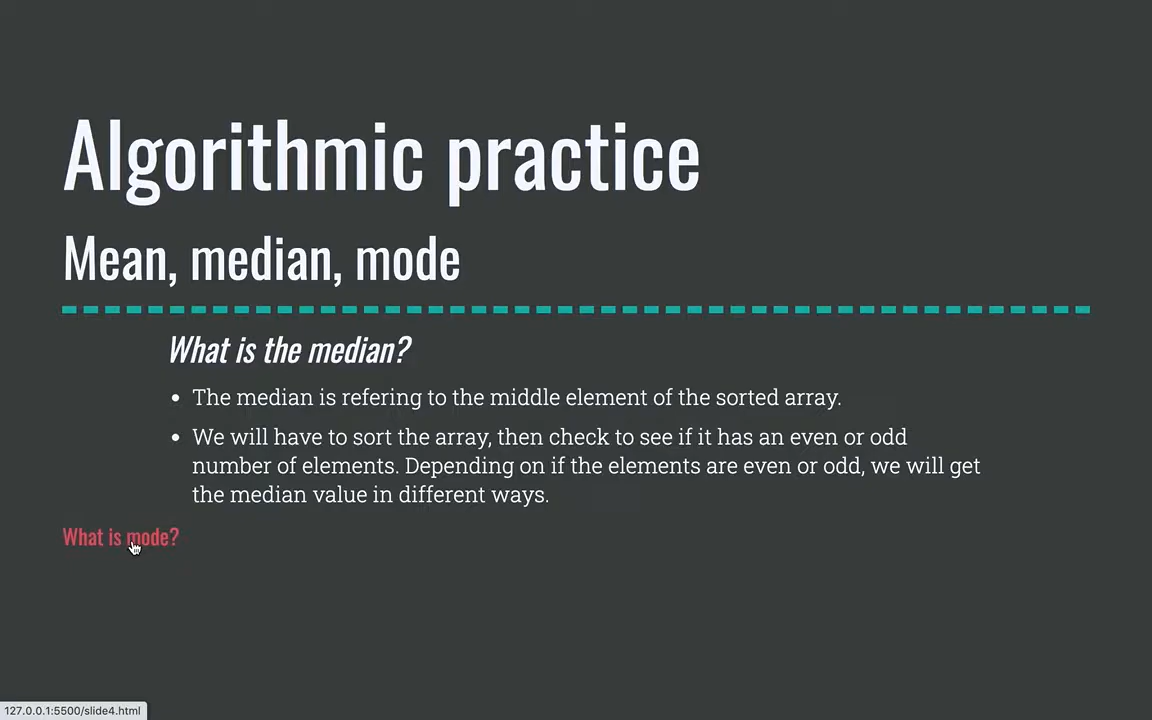 Algorithmic practice
Mean, median, mode
What is the median?
• The median is refering to the middle element of the sorted array.
• We will have to sort the array, then check to see if it has an even or odd
number of elements. Depending on if the elements are even or odd, we will get
the median value in different ways.
What is mode?
127.0.0.1:5500/slide4.html